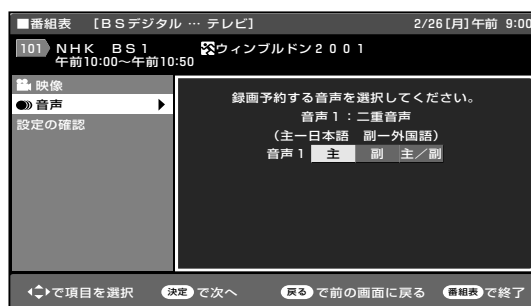 ■番組表 [BSデジタル … テレビ] 2/26[月]午前 9:00
101 NHK BS1 ウィンブルドン2001
午前10:00〜午前10:50
映像
音声
設定の確認
録画予約する音声を選択してください。
音声1:二重音声
(主ー日本語 副ー外国語)
音声1 主 副 主/副
で項目を選択 決定 で次へ 戻る で前の画面に戻る 番組表 で終了